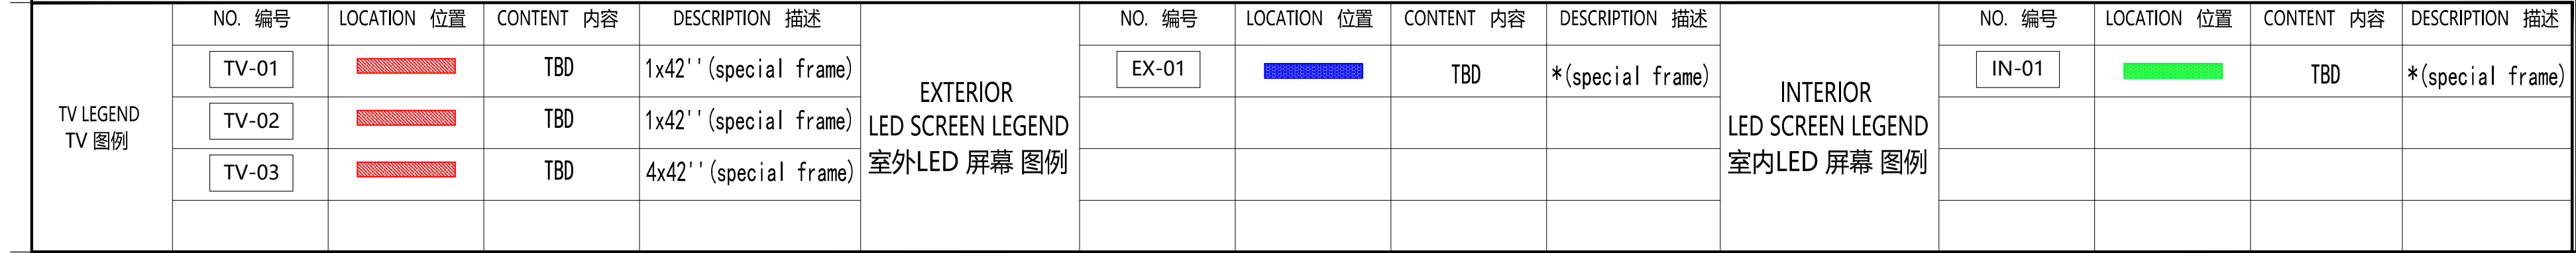 NO. 编号 LOCATION 位置 CONTENT 内容 DESCRIPTION 描述 NO. 编号 LOCATION 位置 CONTENT 内容 DESCRIPTION 描述 NO. 编号 LOCATION 位置 CONTENT 内容 DESCRIPTION 描述
TV LEGEND
TV 图例
TV-01 TBD 1x42''(special frame)
TV-02 TBD 1x42''(special frame)
TV-03 TBD 4x42''(special frame)
EXTERIOR
LED SCREEN LEGEND
室外LED 屏幕 图例
EX-01 TBD *(special frame)
INTERIOR
LED SCREEN LEGEND
室内LED 屏幕 图例
IN-01 TBD *(special frame)